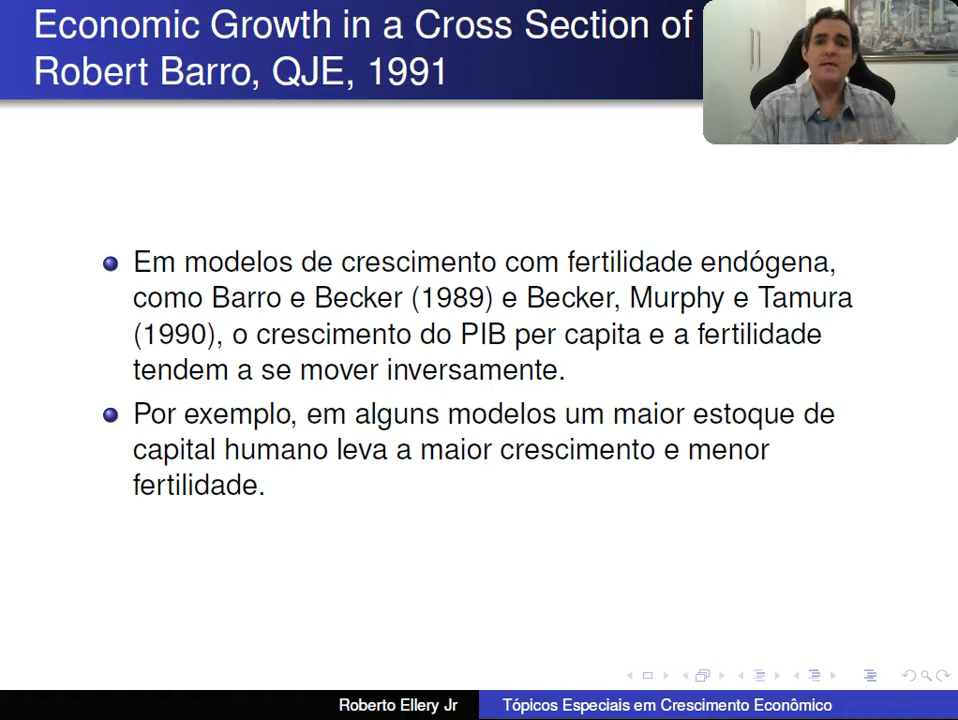 Economic Growth in a Cross Section of
Robert Barro, QJE, 1991
Em modelos de crescimento com fertilidade endógena,
como Barro e Becker (1989) e Becker, Murphy e Tamura
(1990), o crescimento do PIB per capita e a fertilidade
tendem a se mover inversamente.
Por exemplo, em alguns modelos um maior estoque de
capital humano leva a maior crescimento e menor
fertilidade.
Roberto Ellery Jr
Tópicos Especiais em Crescimento Econômico